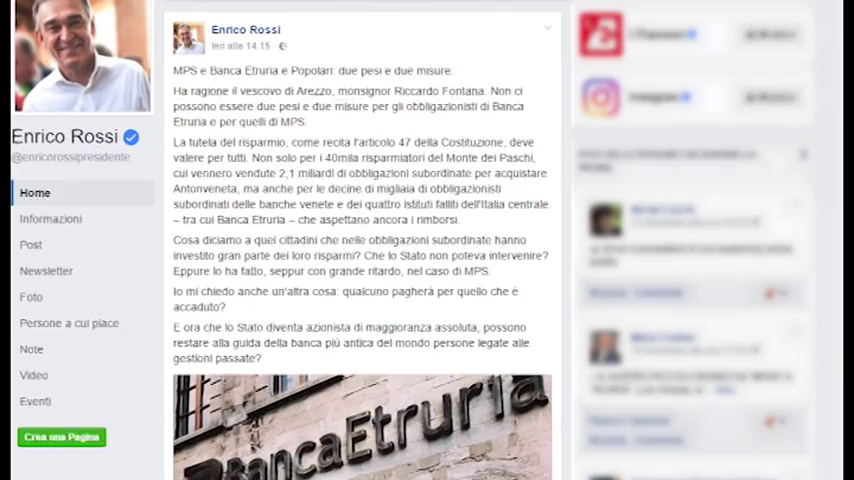 Enrico Rossi
Ieri alle 14.15
MPS e Banca Etruria e Popolari: due pesi e due misure.
Ha ragione il vescovo di Arezzo, monsignor Riccardo Fontana. Non ci
possono essere due pesi e due misure per gli obbligazionisti di Banca
Etruria e per quelli di MPS.
La tutela del risparmio, come recita l'articolo 47 della Costituzione, deve
valere per tutti. Non solo per i 40mila risparmiatori del Monte dei Paschi,
cui vennero vendute 2,1 miliardi di obbligazioni subordinate per acquistare
Antonveneta, ma anche per le decine di migliaia di obbligazionisti
subordinati delle banche venete e dei quattro istituti falliti dell'Italia centrale
– tra cui Banca Etruria – che aspettano ancora i rimborsi.
Cosa diciamo a quei cittadini che nelle obbligazioni subordinate hanno
investito gran parte dei loro risparmi? Che lo Stato non poteva intervenire?
Eppure lo ha fatto, seppur con grande ritardo, nel caso di MPS.
Io mi chiedo anche un'altra cosa: qualcuno pagherà per quello che è
accaduto?
E ora che lo Stato diventa azionista di maggioranza assoluta, possono
restare alla guida della banca più antica del mondo persone legate alle
gestioni passate?
BancaEtruria
Enrico Rossi
@enricorossipresidente
Home
Informazioni
Post
Newsletter
Foto
Persone a cui piace
Note
Video
Eventi
Crea una Pagina